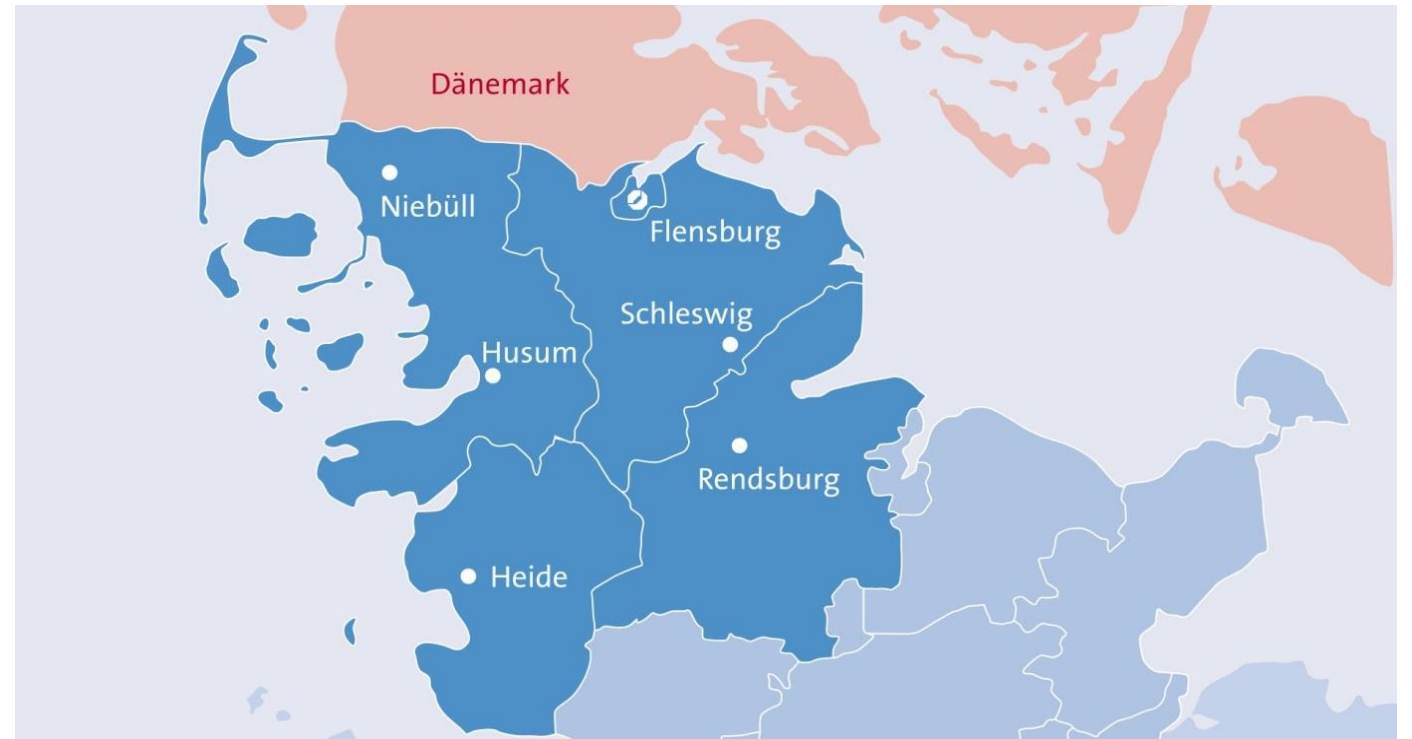 Dänemark
Niebüll
Flensburg
Schleswig
Husum
Rendsburg
Heide